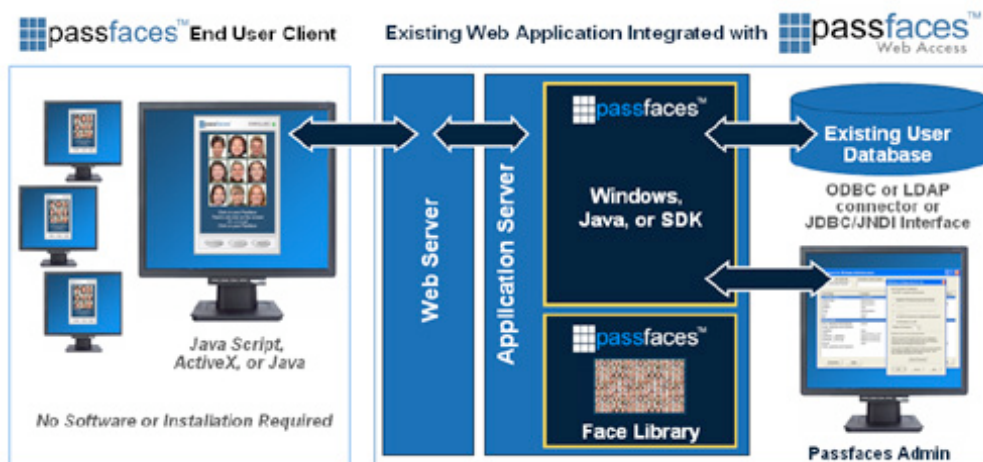 passfaces™ End User Client
Existing Web Application Integrated with passfaces™
Web Access
Java Script,
ActiveX, or Java
No Software or Installation Required
Web Server
Application Server
passfaces™
Windows,
Java, or SDK
passfaces™
Face Library
Existing User
Database
ODBC or LDAP
connector or
JDBC/JNDI Interface
Passfaces Admin